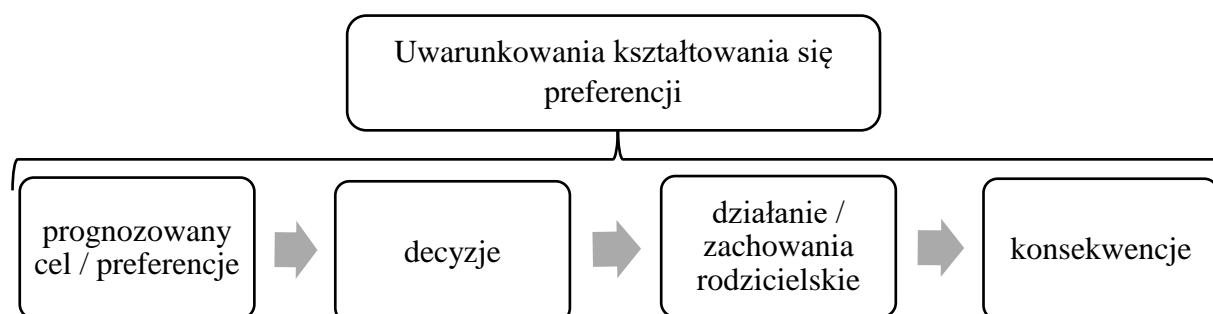 Uwarunkowania kształtowania się
preferencji
prognozowany
cel / preferencje
decyzje
działanie /
zachowania
rodzicielskie
konsekwencje